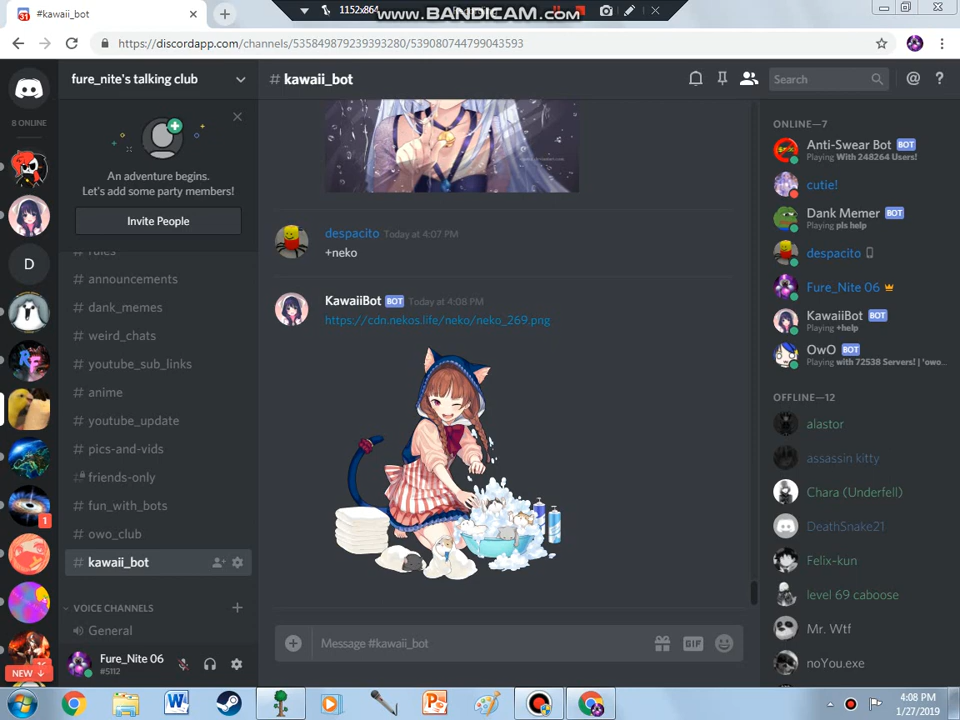 #kawaii_bot
1152x864
www.BANDICAM.com
https://discordapp.com/channels/535849879239393280/539080744799043593
8 ONLINE
D
1
NEW
fure_nite's talking club
An adventure begins.
Let's add some party members!
Invite People
# rules
# announcements
# dank_memes
# weird_chats
# youtube_sub_links
# anime
# youtube_update
# pics-and-vids
# friends-only
# fun_with_bots
# owo_club
# kawaii_bot
VOICE CHANNELS
General
Fure_Nite 06
#5112
# kawaii_bot
Search
despacito Today at 4:07 PM
+neko
KawaiiBot BOT Today at 4:08 PM
https://cdn.nekos.life/neko/neko_269.png
Message #kawaii_bot
GIF
ONLINE—7
Anti-Swear Bot BOT
Playing With 248264 Users!
cutie!
Dank Memer BOT
Playing pls help
despacito
Fure_Nite 06
KawaiiBot BOT
Playing +help
OwO BOT
Playing with 72538 Servers! | 'owo...
OFFLINE—12
alastor
assassin kitty
Chara (Underfell)
DeathSnake21
Felix-kun
level 69 caboose
Mr. Wtf
noYou.exe
4:08 PM
1/27/2019